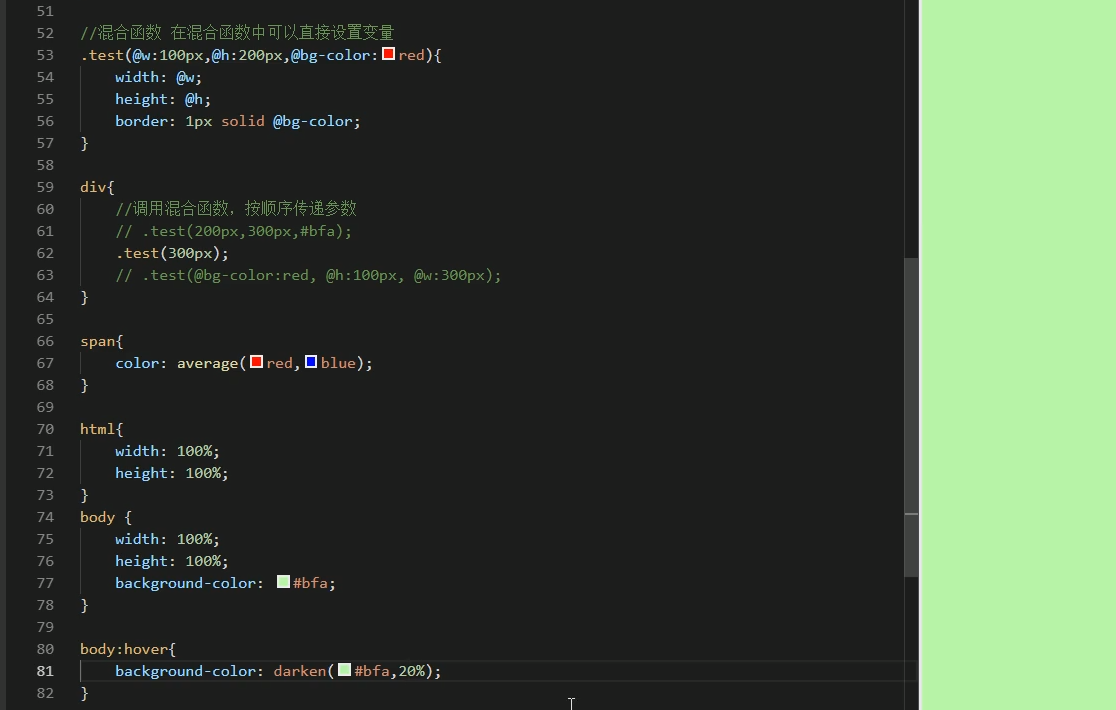 51
52 //混合函数 在混合函数中可以直接设置变量
53 .test(@w:100px,@h:200px,@bg-color:red){
54     width: @w;
55     height: @h;
56     border: 1px solid @bg-color;
57 }
58
59 div{
60     //调用混合函数，按顺序传递参数
61     // .test(200px,300px,#bfa);
62     .test(300px);
63     // .test(@bg-color:red, @h:100px, @w:300px);
64 }
65
66 span{
67     color: average(red,blue);
68 }
69
70 html{
71     width: 100%;
72     height: 100%;
73 }
74 body {
75     width: 100%;
76     height: 100%;
77     background-color: #bfa;
78 }
79
80 body:hover{
81     background-color: darken(#bfa,20%);
82 }